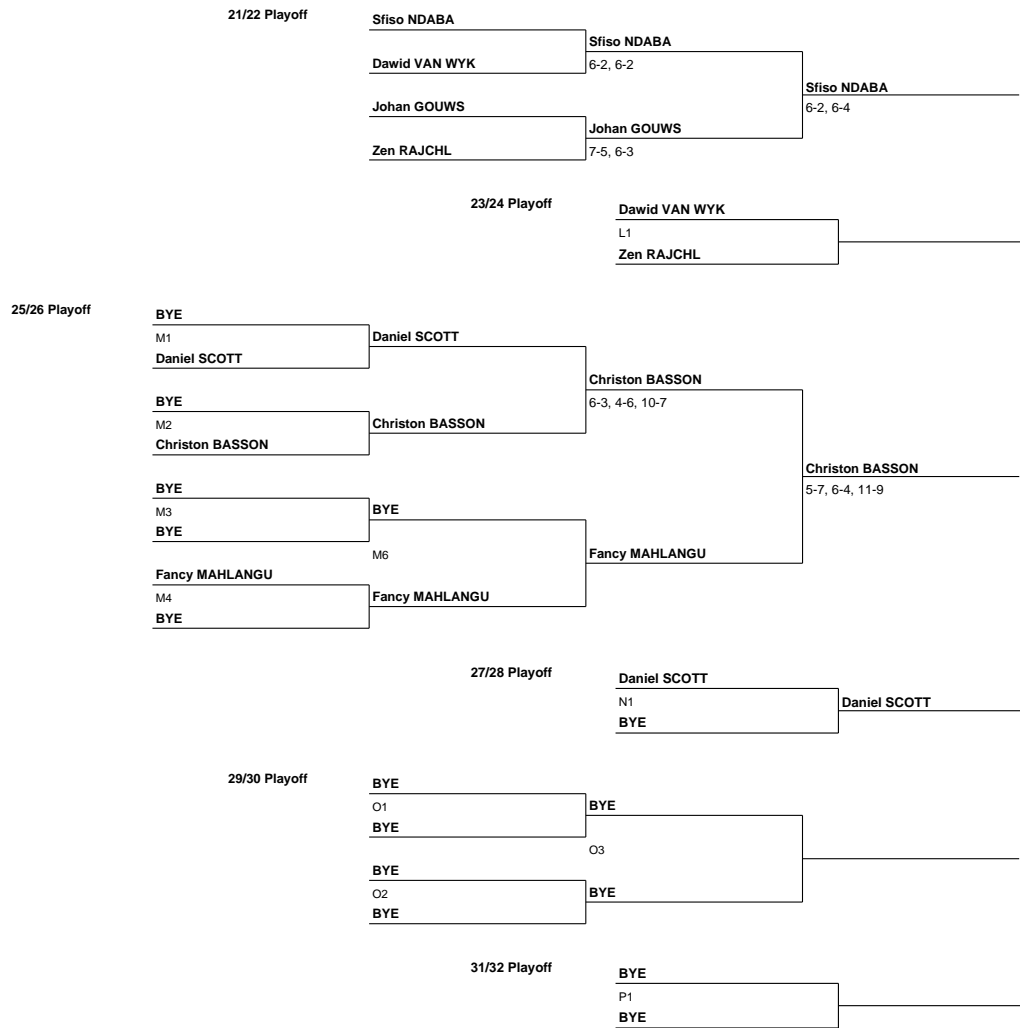 21/22 Playoff
Sfiso NDABA
Sfiso NDABA
Dawid VAN WYK
6-2, 6-2
Sfiso NDABA
Johan GOUWS
6-2, 6-4
Johan GOUWS
Zen RAJCHL
7-5, 6-3
23/24 Playoff
Dawid VAN WYK
L1
Zen RAJCHL
25/26 Playoff
BYE
M1
Daniel SCOTT
Daniel SCOTT
Christon BASSON
BYE
6-3, 4-6, 10-7
M2
Christon BASSON
Christon BASSON
Christon BASSON
BYE
5-7, 6-4, 11-9
M3
BYE
BYE
M6
Fancy MAHLANGU
Fancy MAHLANGU
M4
Fancy MAHLANGU
BYE
27/28 Playoff
Daniel SCOTT
N1
Daniel SCOTT
BYE
29/30 Playoff
BYE
O1
BYE
BYE
O3
BYE
O2
BYE
BYE
31/32 Playoff
BYE
P1
BYE